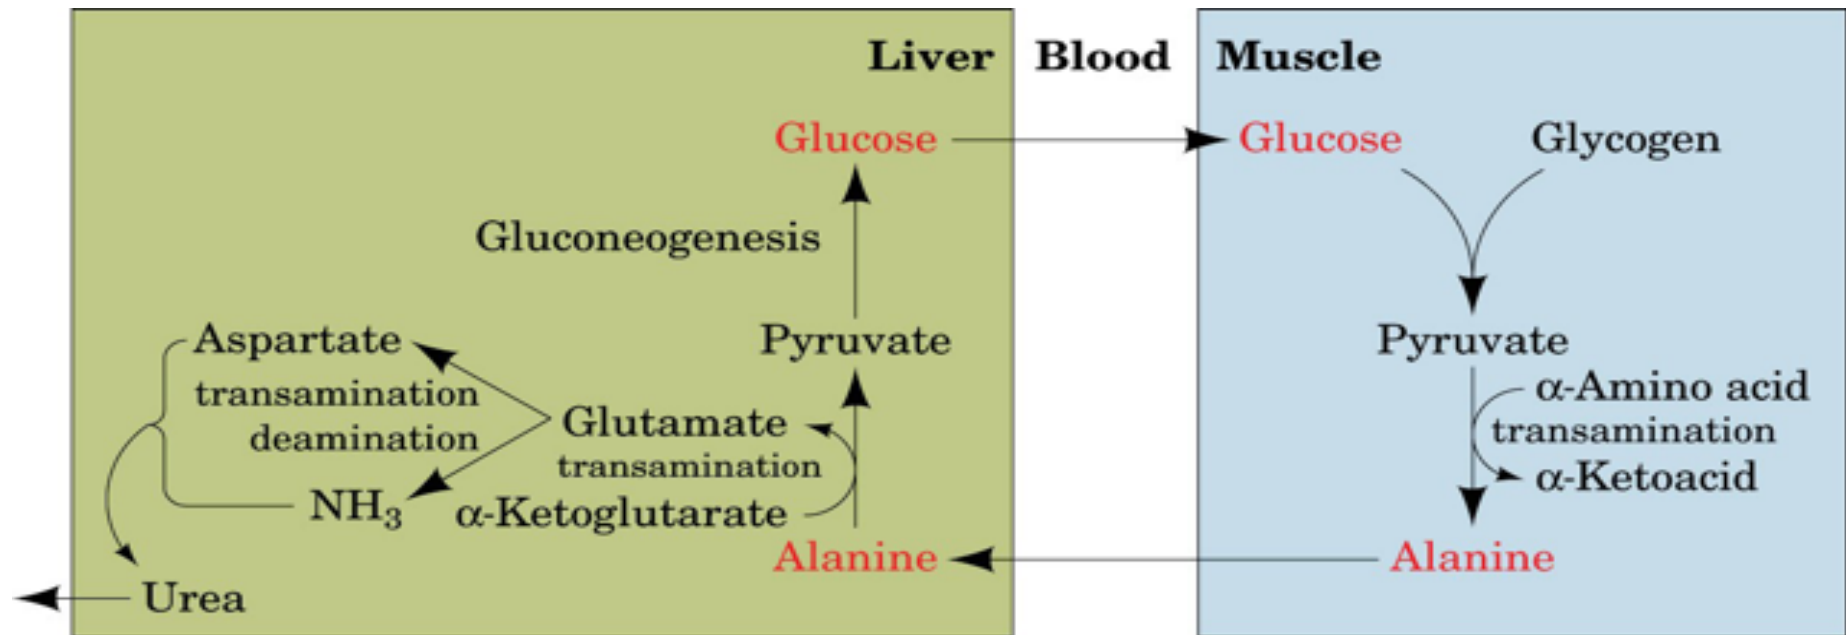 Liver Blood Muscle
Glucose Glucose Glycogen
Gluconeogenesis
Aspartate Pyruvate Pyruvate
transamination α-Amino acid
deamination Glutamate transamination
transamination α-Ketoacid
NH₃ α-Ketoglutarate
Alanine Alanine
Urea